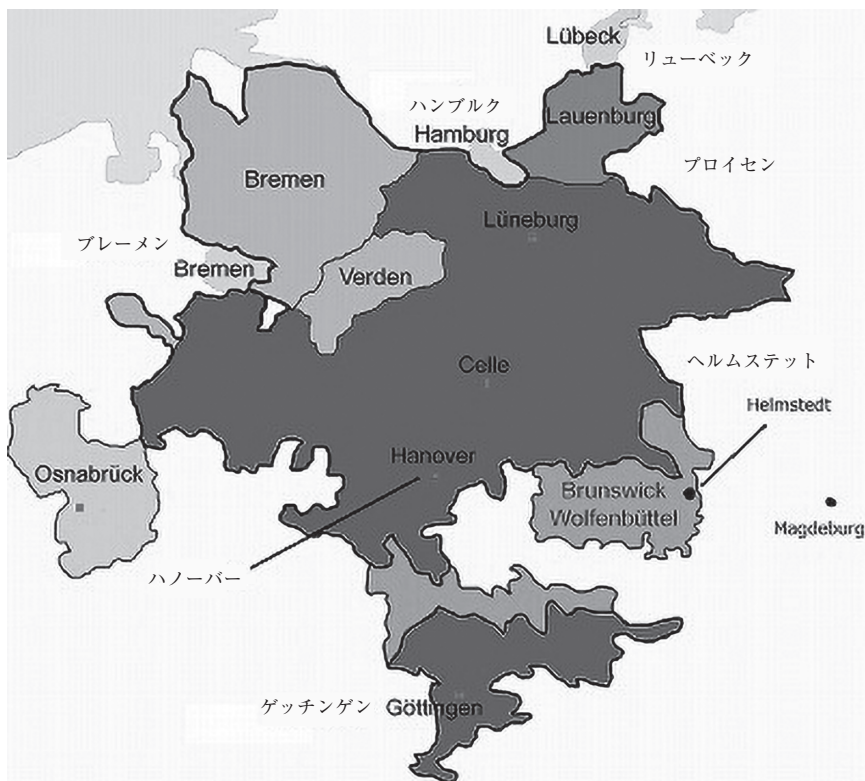 Lübeck
リューベック
ハンブルク
Hamburg
Lauenburg
プロイセン
Bremen
Lüneburg
ブレーメン
Bremen
Verden
Celle
ヘルムステット
Helmstedt
Osnabrück
Hanover
Brunswick
Wolfenbüttel
Magdeburg
ハノーバー
ゲッチンゲン
Göttingen